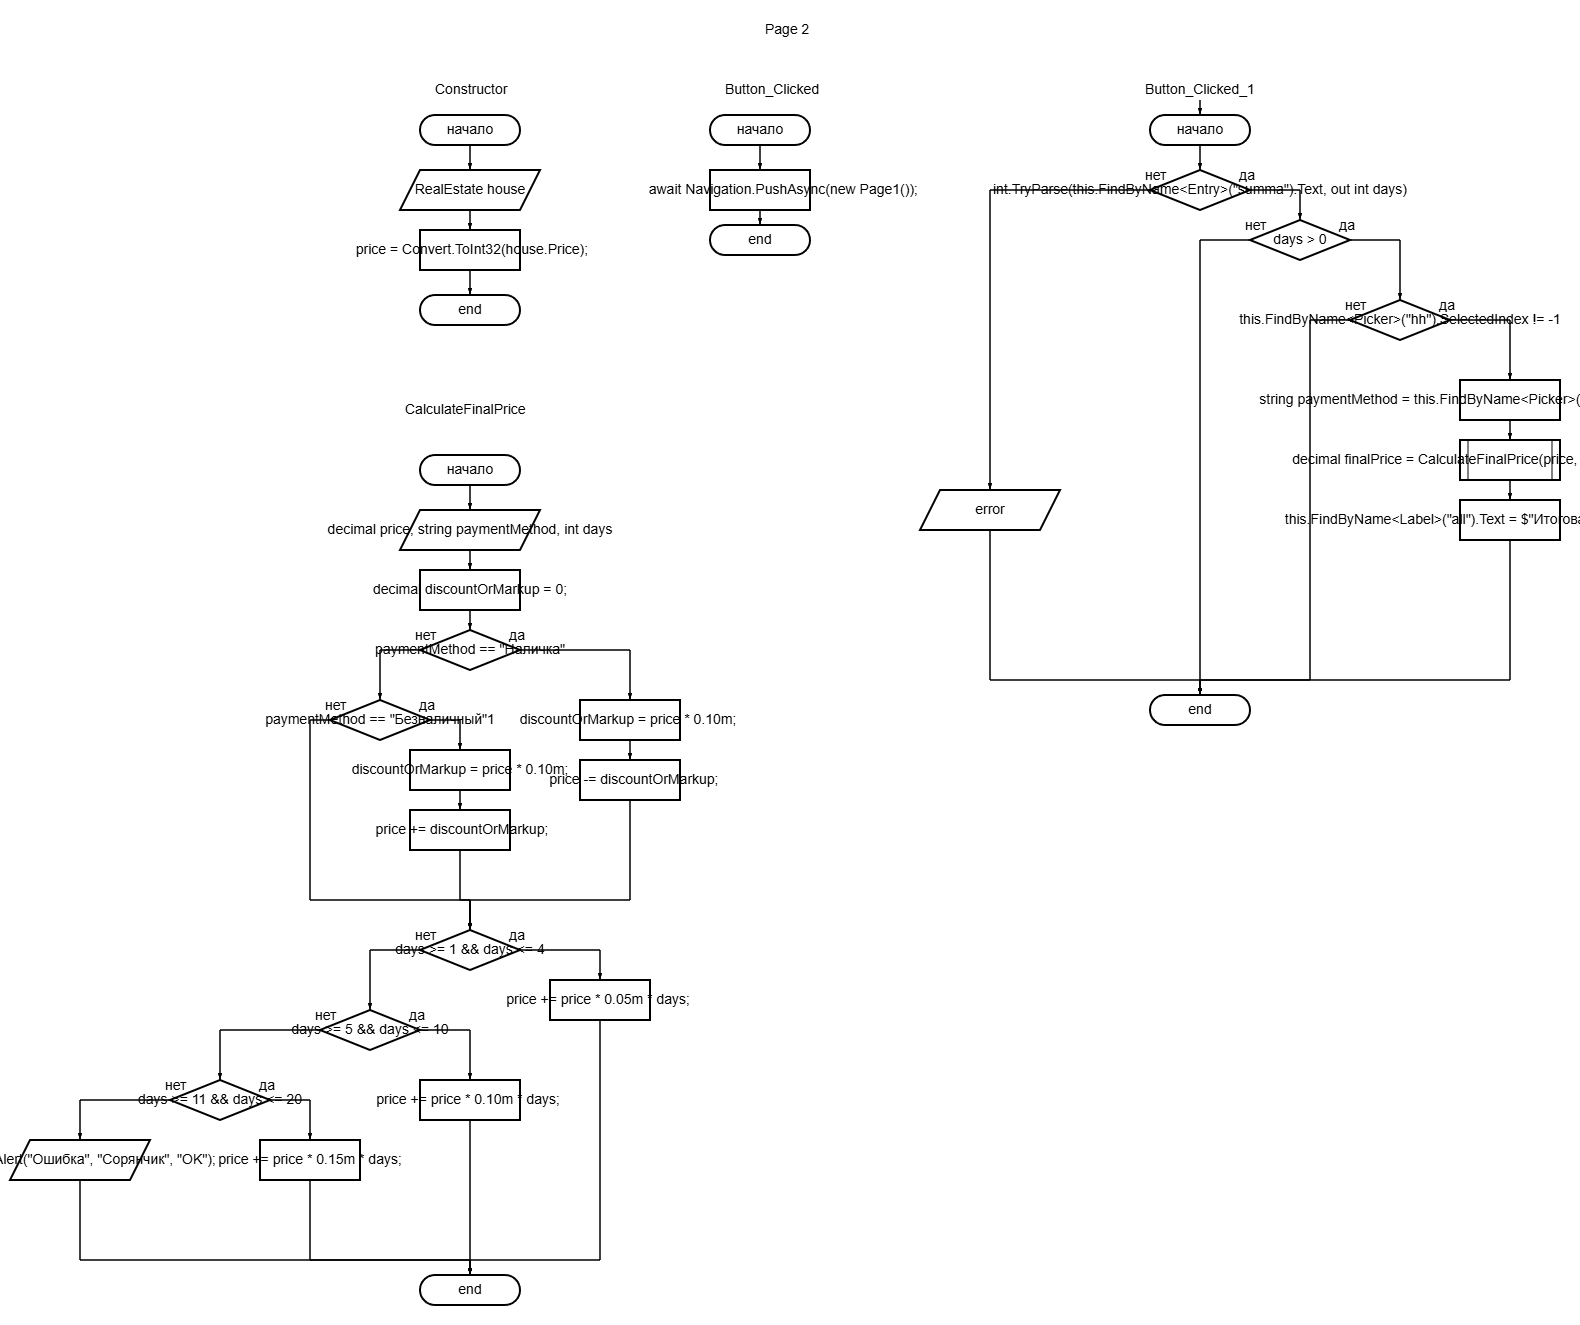 Page 2
Constructor
начало
RealEstate house
price = Convert.ToInt32(house.Price);
end
Button_Clicked
начало
await Navigation.PushAsync(new Page1());
end
Button_Clicked_1
начало
нет
да
int.TryParse(this.FindByName<Entry>("summa").Text, out int days)
нет
да
days > 0
нет
да
this.FindByName<Picker>("hh").SelectedIndex != -1
string paymentMethod = this.FindByName<Picker>(
decimal finalPrice = CalculateFinalPrice(price,
this.FindByName<Label>("all").Text = $"Итогова
error
end
CalculateFinalPrice
начало
decimal price, string paymentMethod, int days
decimal discountOrMarkup = 0;
нет
да
paymentMethod == "Наличка"
нет
да
paymentMethod == "Безналичный"1
discountOrMarkup = price * 0.10m;
discountOrMarkup = price * 0.10m;
price -= discountOrMarkup;
price += discountOrMarkup;
нет
да
days >= 1 && days <= 4
price += price * 0.05m * days;
нет
да
days >= 5 && days <= 10
price += price * 0.10m * days;
нет
да
days >= 11 && days <= 20
Alert("Ошибка", "Сорянчик", "OK");
price += price * 0.15m * days;
end